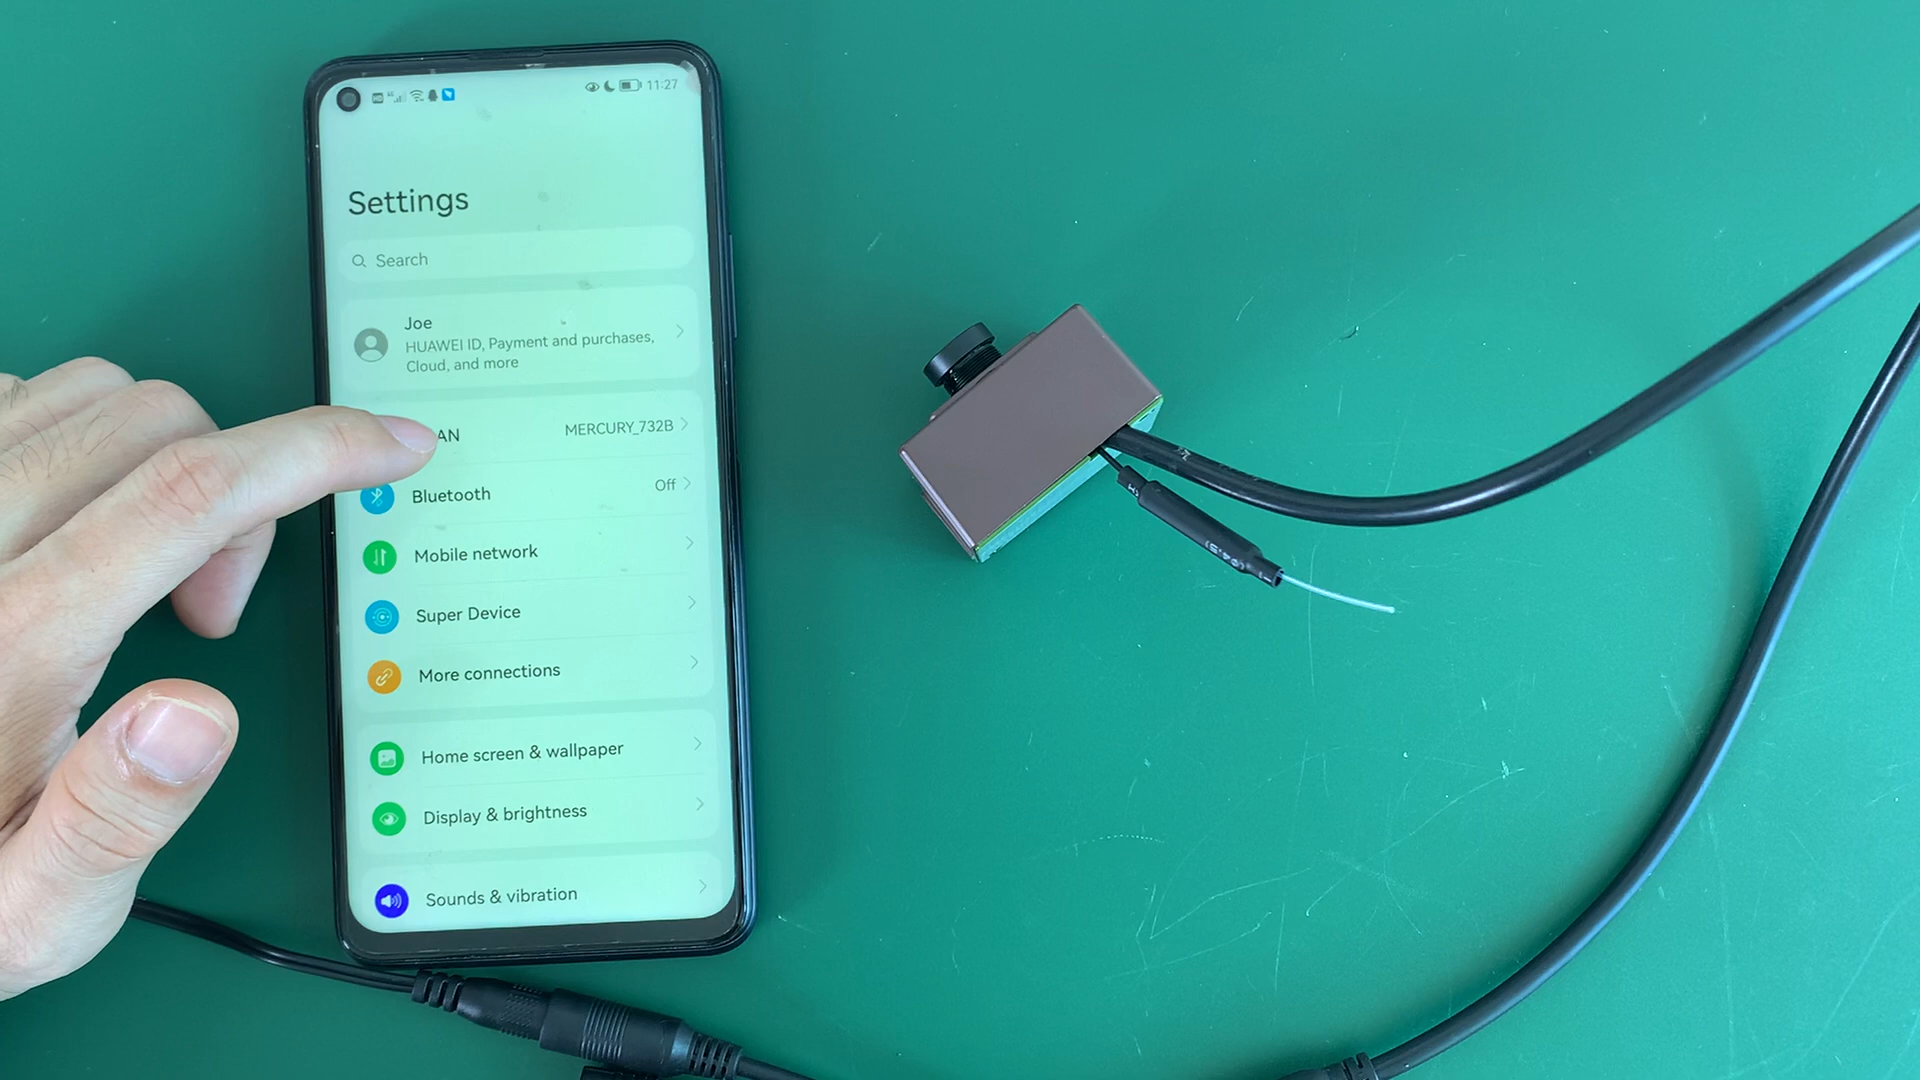 11:27
Settings
Search
Joe
HUAWEI ID, Payment and purchases,
Cloud, and more
AN MERCURY_732B
Bluetooth Off
Mobile network
Super Device
More connections
Home screen & wallpaper
Display & brightness
Sounds & vibration